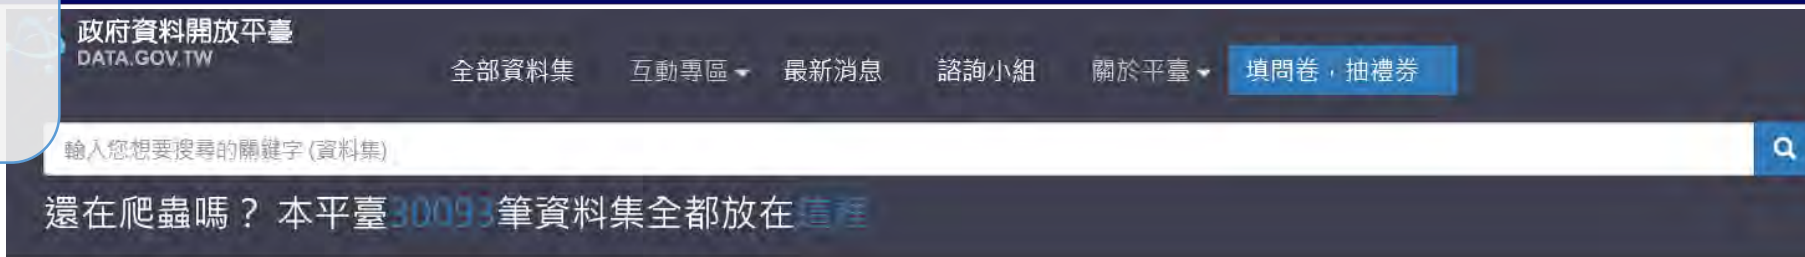 政府資料開放平臺
DATA.GOV.TW
全部資料集 互動專區 最新消息 諮詢小組 關於平臺 填問卷，抽禮券
輸入您想要搜尋的關鍵字 (資料集)
還在爬蟲嗎？ 本平臺30093筆資料集全都放在這裡